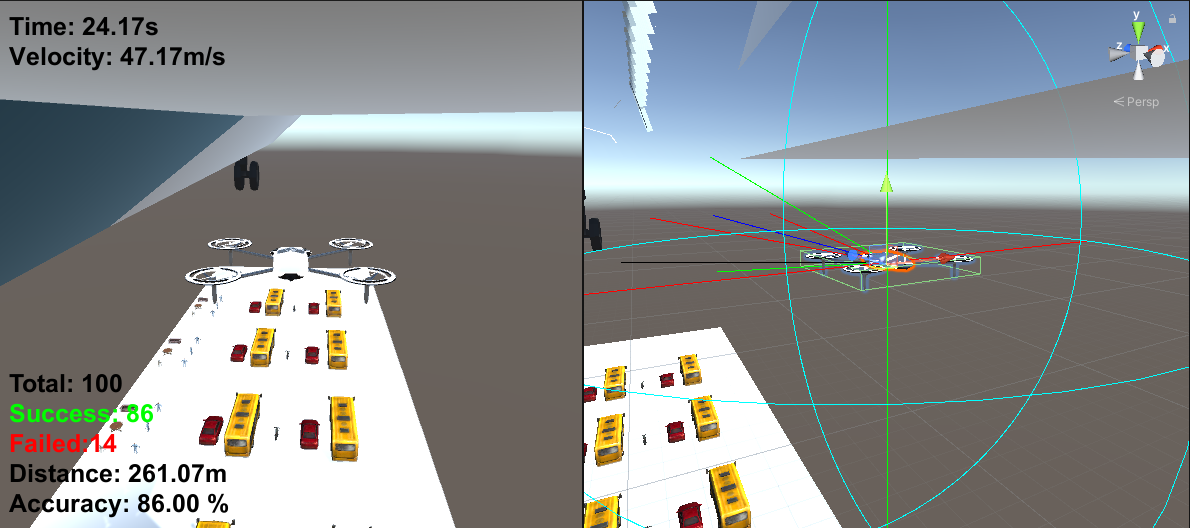 Time: 24.17s
Velocity: 47.17m/s
y
z
x
< Persp
Total: 100
Success: 86
Failed:14
Distance: 261.07m
Accuracy: 86.00 %